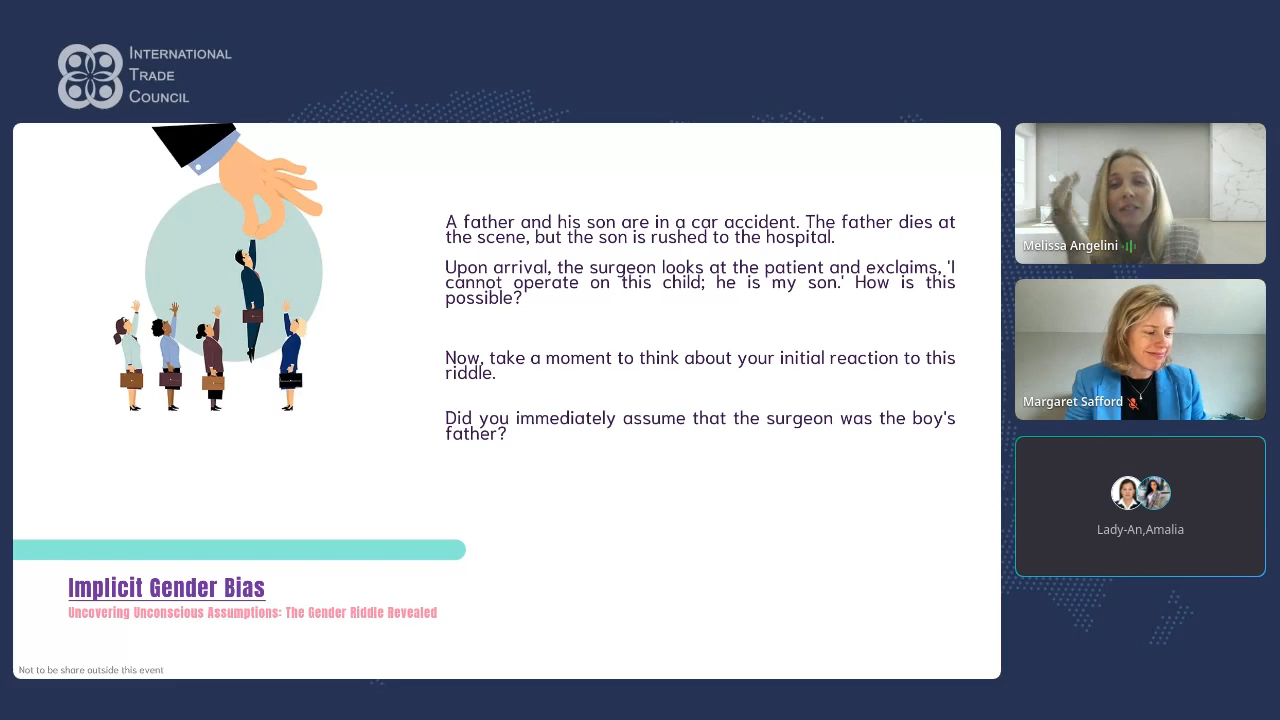 INTERNATIONAL
TRADE
COUNCIL
A father and his son are in a car accident. The father dies at
the scene, but the son is rushed to the hospital.
Upon arrival, the surgeon looks at the patient and exclaims, 'I
cannot operate on this child; he is my son.' How is this
possible?
Now, take a moment to think about your initial reaction to this
riddle.
Did you immediately assume that the surgeon was the boy's
father?
Implicit Gender Bias
Uncovering Unconscious Assumptions: The Gender Riddle Revealed
Not to be share outside this event
Melissa Angelini
Margaret Safford
Lady-An,Amalia